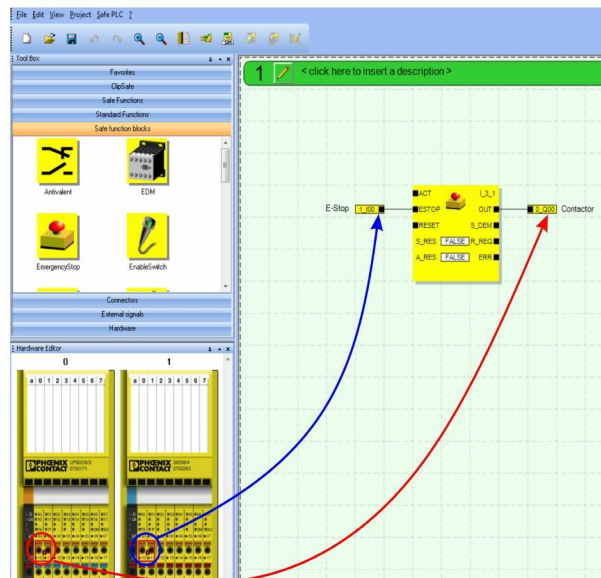 File Edit View Project Safe PLC ?
Tool Box
Favorites
ClipSafe
Safe Functions
Standard Functions
Safe function blocks
Antivalent
EDM
EmergencyStop
EnableSwitch
Connectors
External signals
Hardware
Hardware Editor
0
1
a 0 1 2 3 4 5 6 7
a 0 1 2 3 4 5 6 7
PHOENIX CONTACT
PHOENIX CONTACT
1
< click here to insert a description >
ACT I_3_1
E-Stop 1_I00 ESTOP OUT 0_Q00 Contactor
RESET S_DEM
S_RES FALSE R_REQ
A_RES FALSE ERR